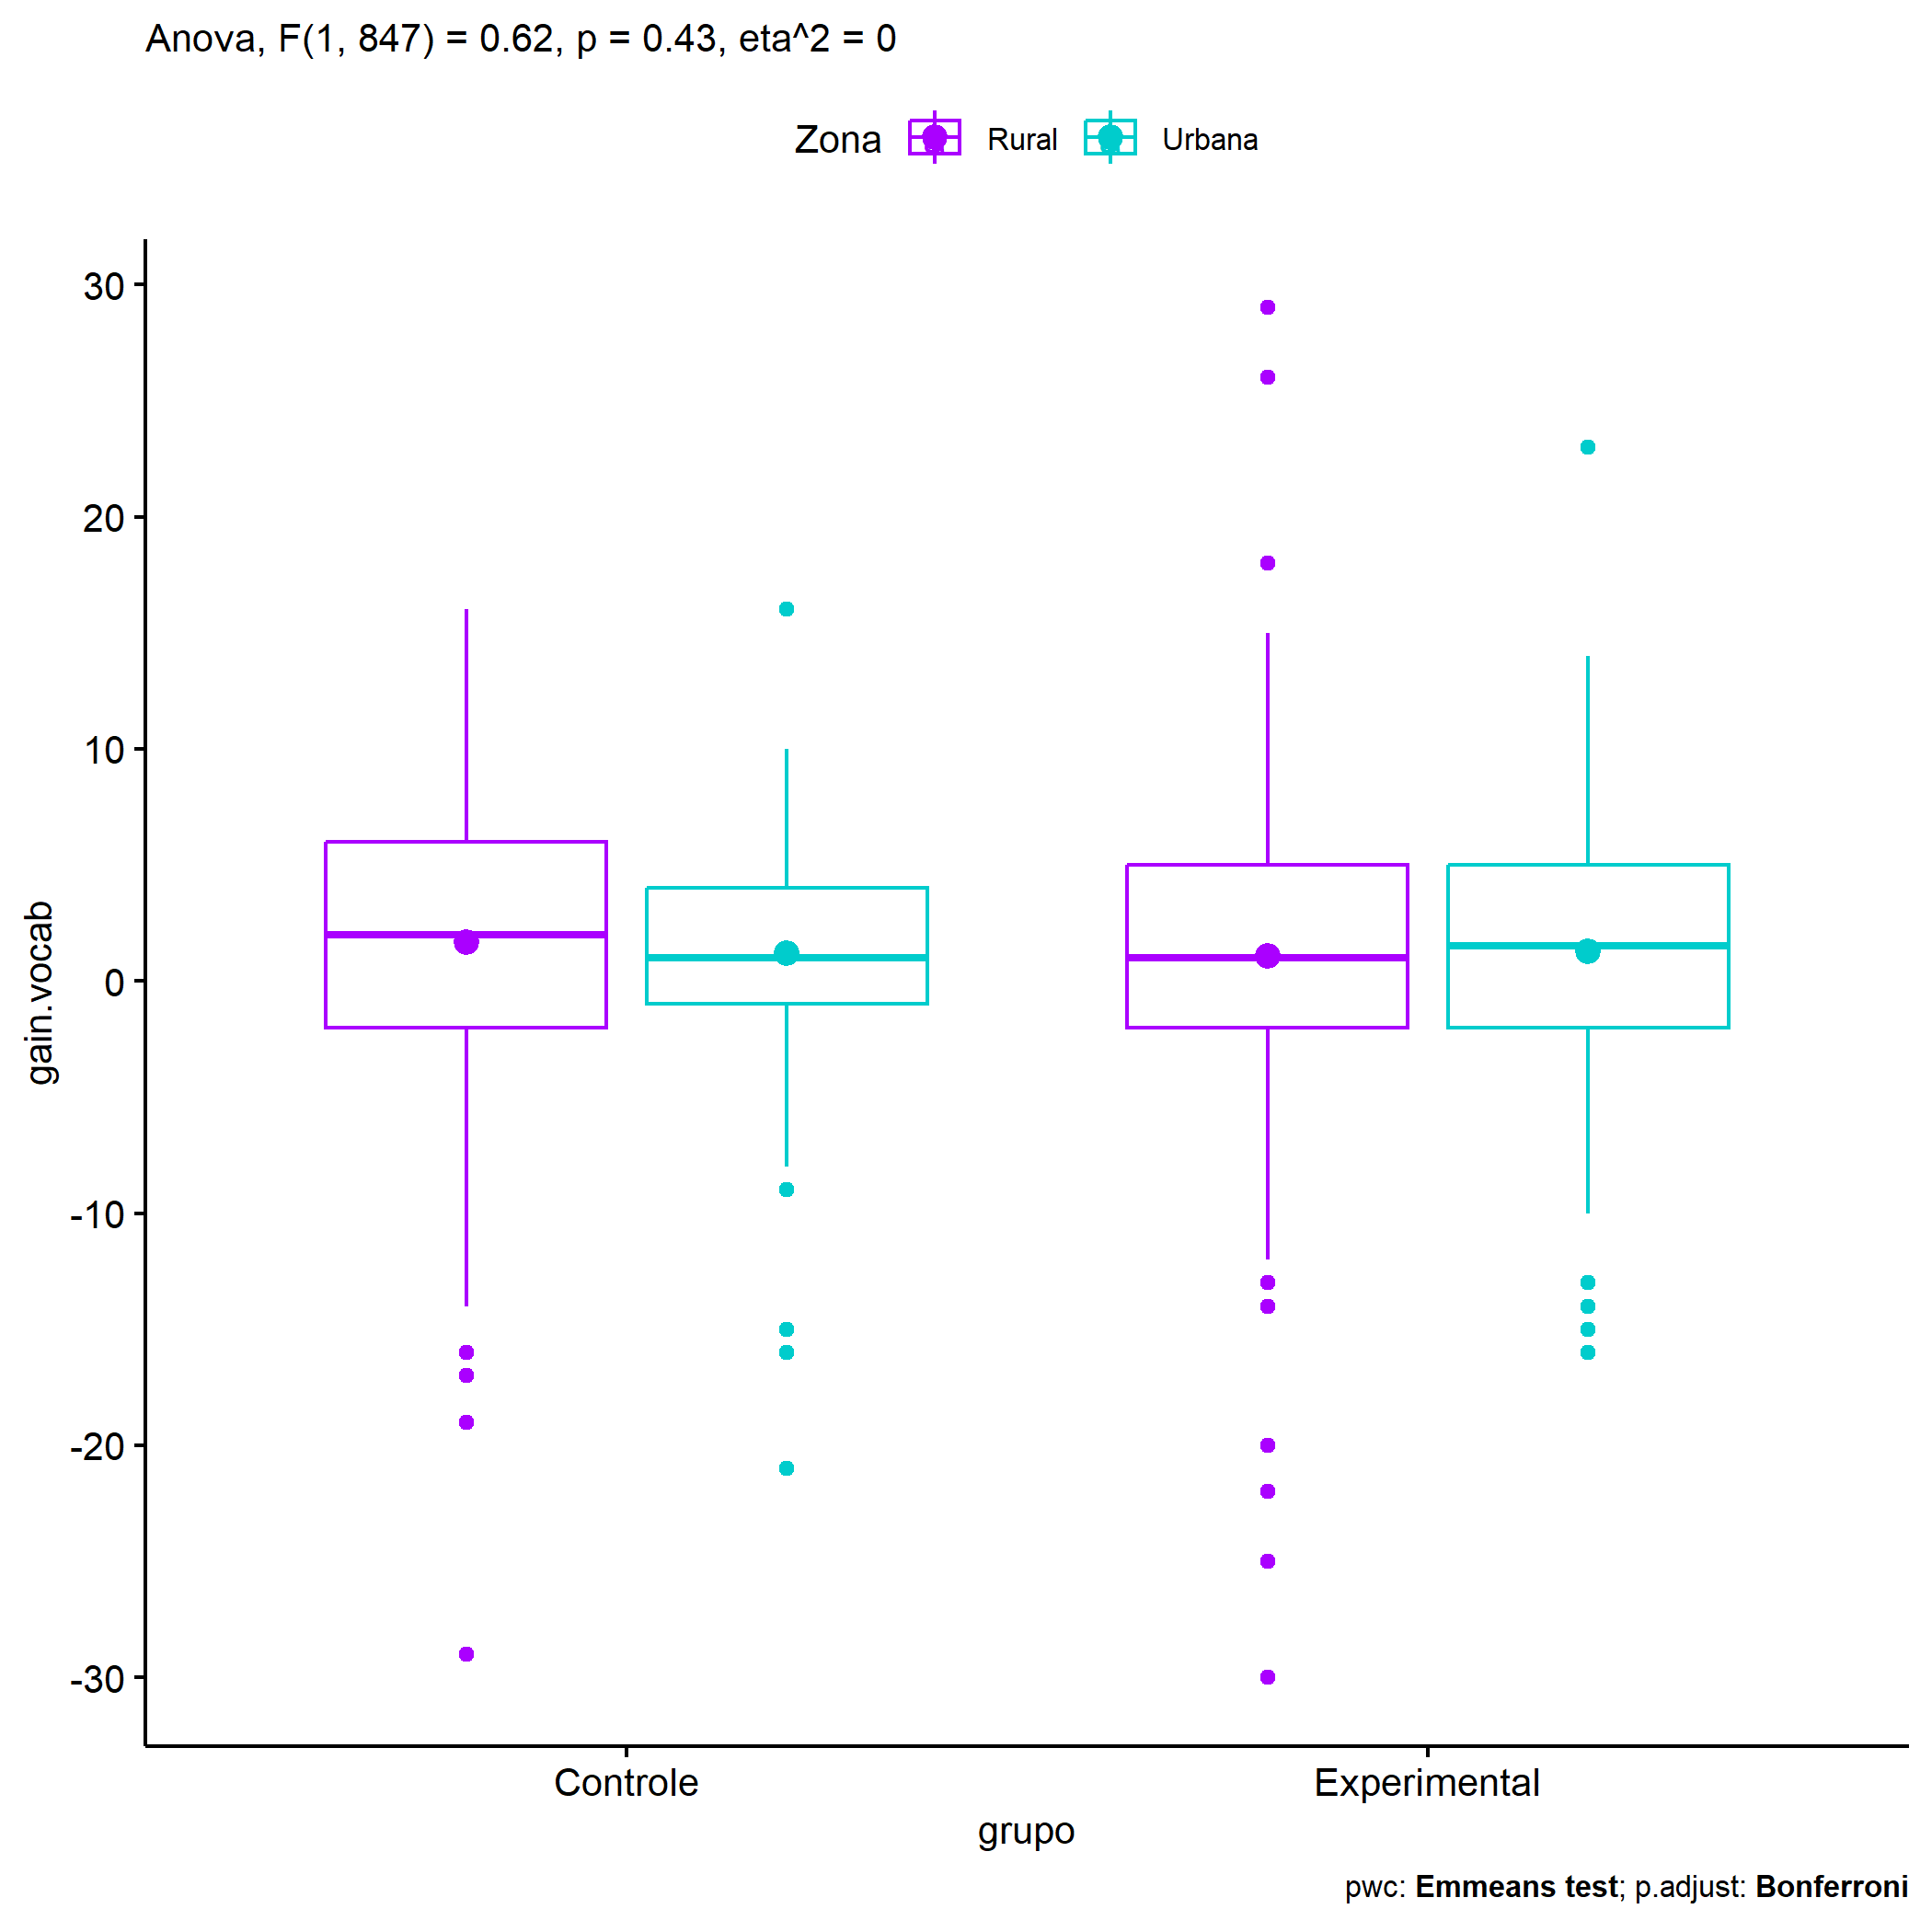 Anova, F(1, 847) = 0.62, p = 0.43, eta^2 = 0
Zona Rural Urbana
30
20
10
0
-10
-20
-30
gain.vocab
Controle Experimental
grupo
pwc: Emmeans test; p.adjust: Bonferroni